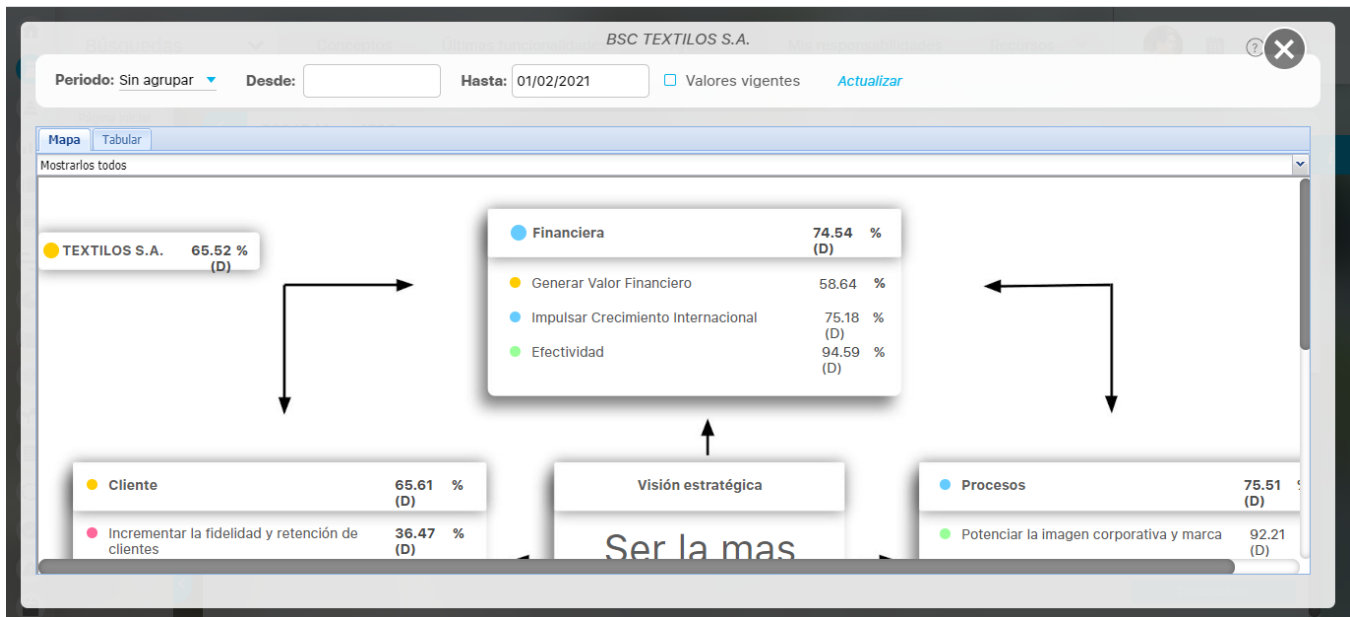 BSC TEXTILOS S.A.
Periodo: Sin agrupar Desde: Hasta: 01/02/2021 Valores vigentes Actualizar
Mapa Tabular
Mostrarlos todos
TEXTILOS S.A. 65.52 %
(D)
Financiera 74.54 %
(D)
Generar Valor Financiero 58.64 %
Impulsar Crecimiento Internacional 75.18 %
(D)
Efectividad 94.59 %
(D)
Cliente 65.61 %
(D)
Incrementar la fidelidad y retención de 36.47 %
clientes (D)
Visión estratégica
Ser la mas
Procesos 75.51
(D)
Potenciar la imagen corporativa y marca 92.21
(D)